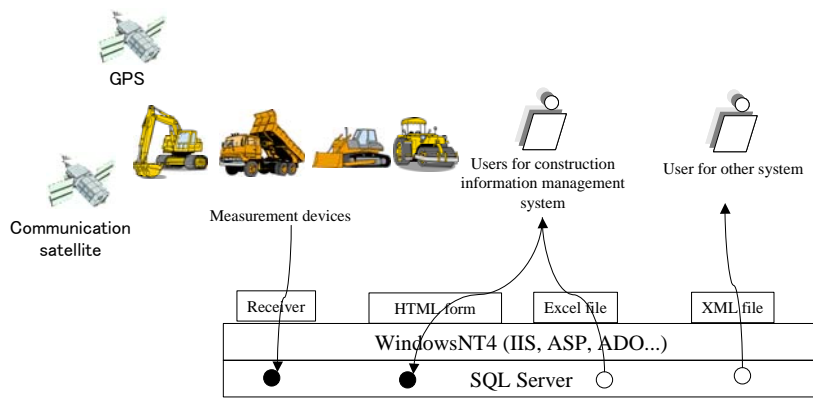 GPS
Communication
satellite
Measurement devices
Users for construction
information management
system
User for other system
Receiver
HTML form
Excel file
XML file
WindowsNT4 (IIS, ASP, ADO...)
SQL Server